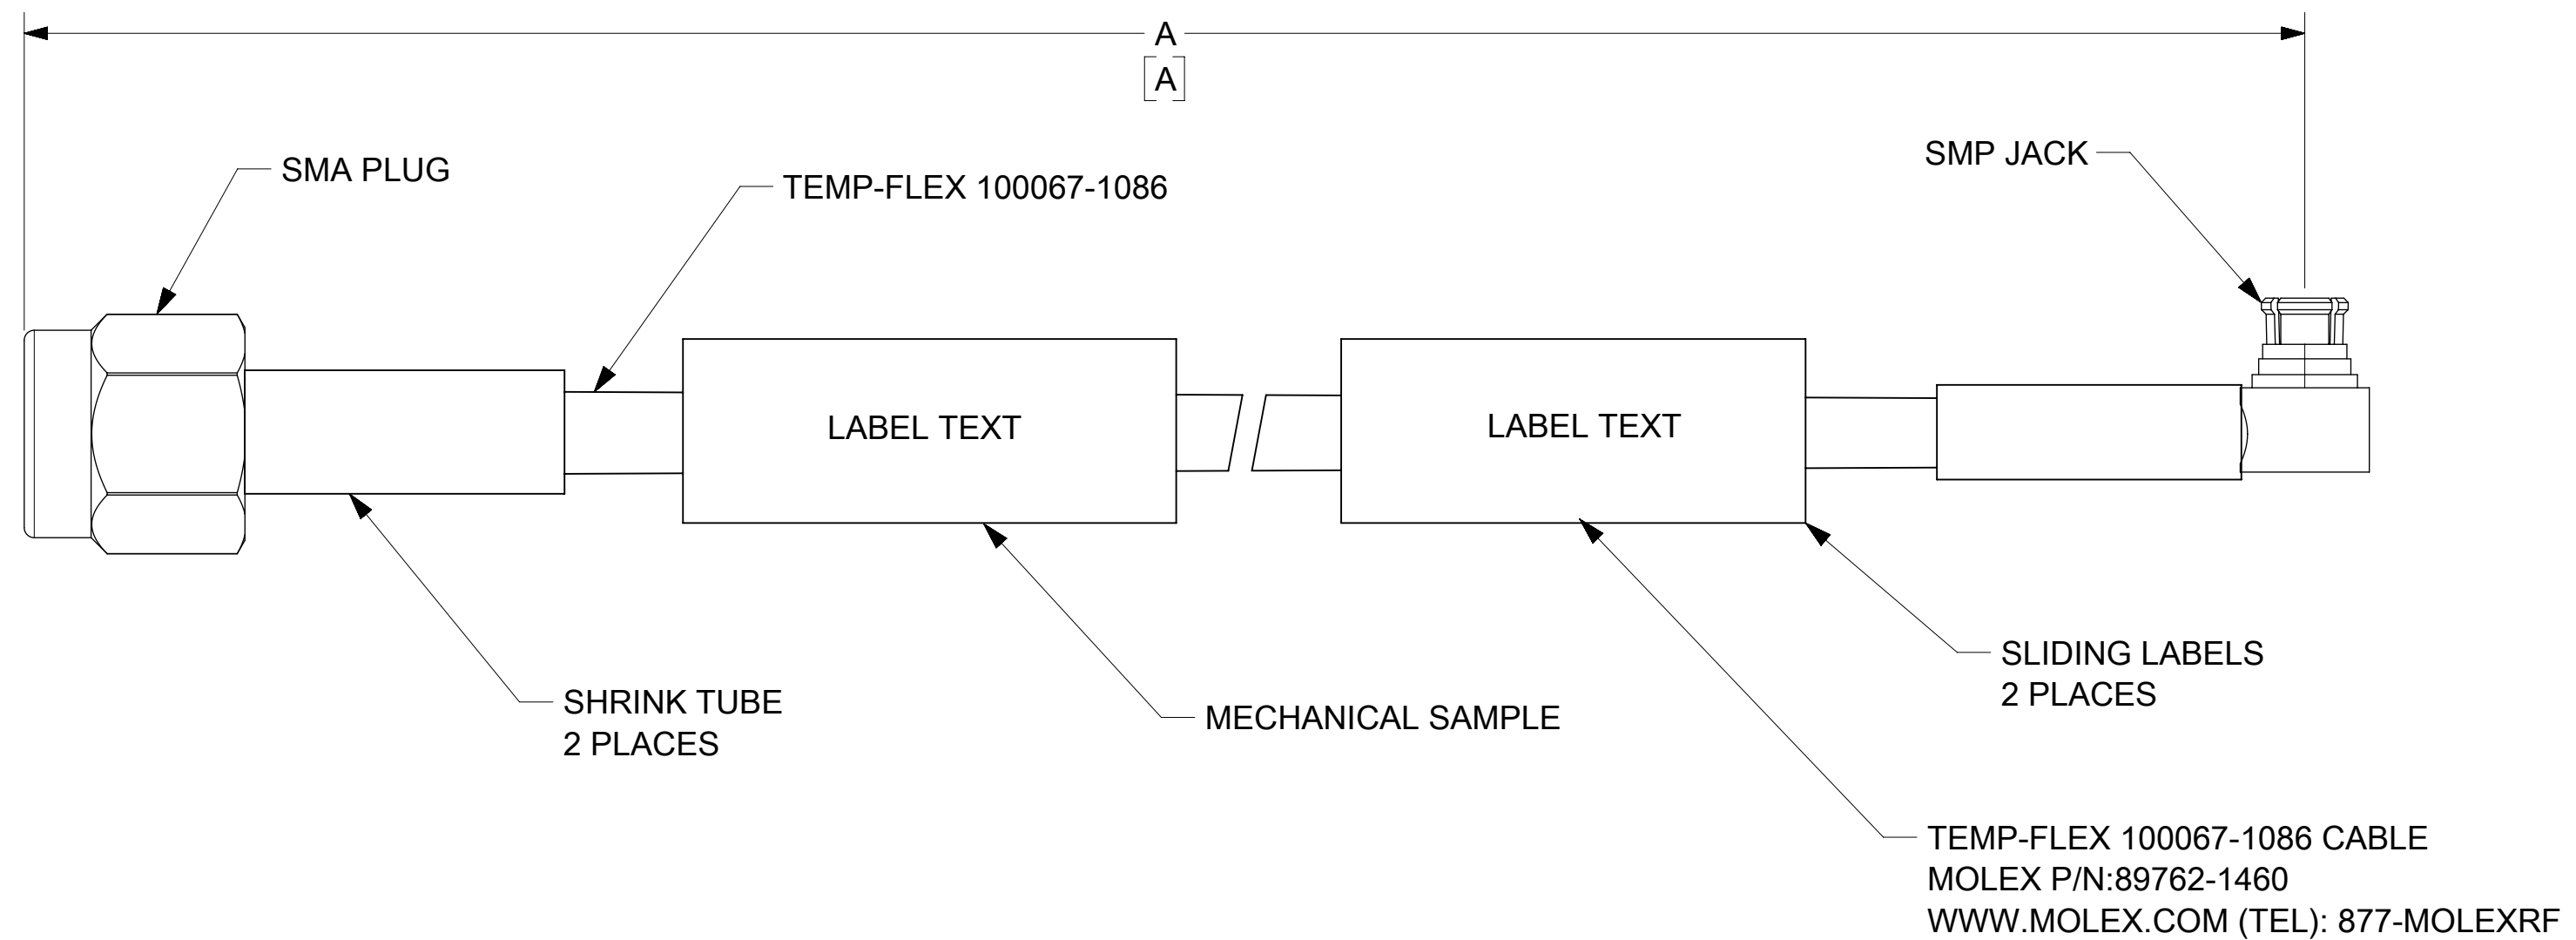 A
[A]
SMA PLUG
TEMP-FLEX 100067-1086
SMP JACK
LABEL TEXT
LABEL TEXT
SHRINK TUBE
2 PLACES
MECHANICAL SAMPLE
SLIDING LABELS
2 PLACES
TEMP-FLEX 100067-1086 CABLE
MOLEX P/N:89762-1460
WWW.MOLEX.COM (TEL): 877-MOLEXRF